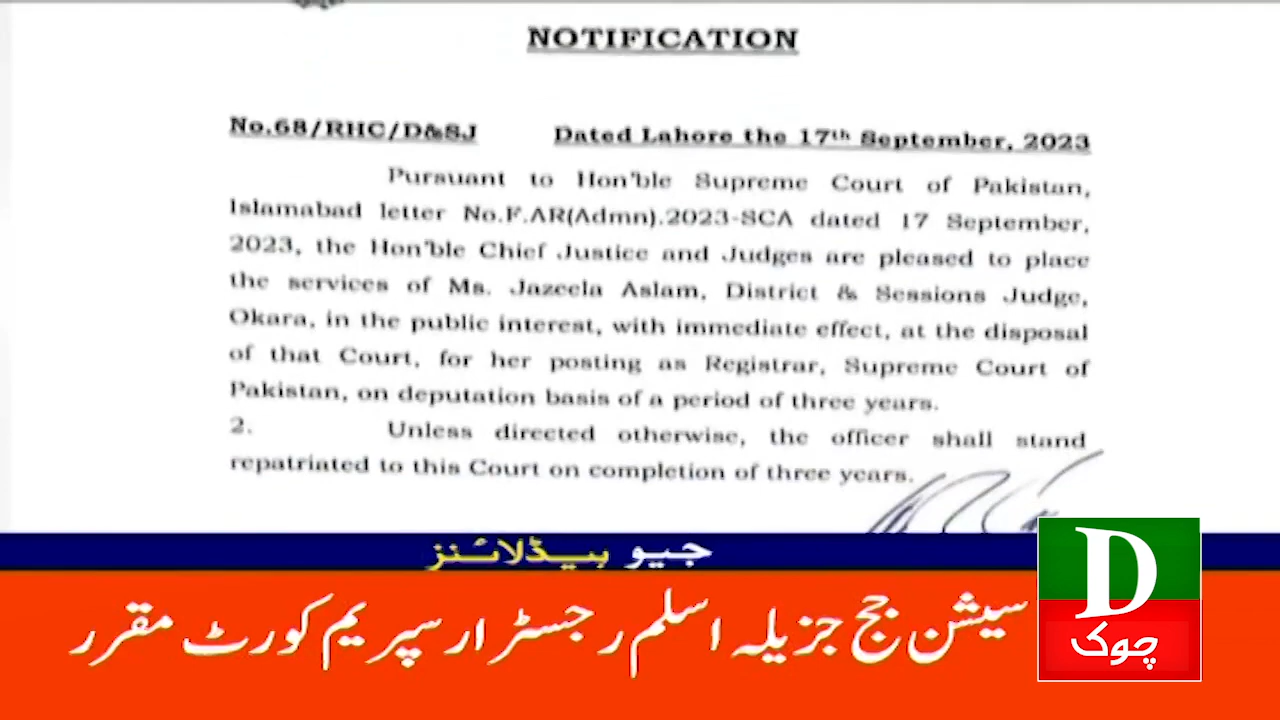 NOTIFICATION
No.68/RHC/D&SJ Dated Lahore the 17th September, 2023
Pursuant to Hon'ble Supreme Court of Pakistan,
Islamabad letter No.F.AR(Admn).2023-SCA dated 17 September,
2023, the Hon'ble Chief Justice and Judges are pleased to place
the services of Ms. Jazeela Aslam, District & Sessions Judge,
Okara, in the public interest, with immediate effect, at the disposal
of that Court, for her posting as Registrar, Supreme Court of
Pakistan, on deputation basis of a period of three years.
2. Unless directed otherwise, the officer shall stand
repatriated to this Court on completion of three years.
جیو ہیڈلائنز
سیشن جج جزیلہ اسلم رجسٹرار سپریم کورٹ مقرر
D
چوک